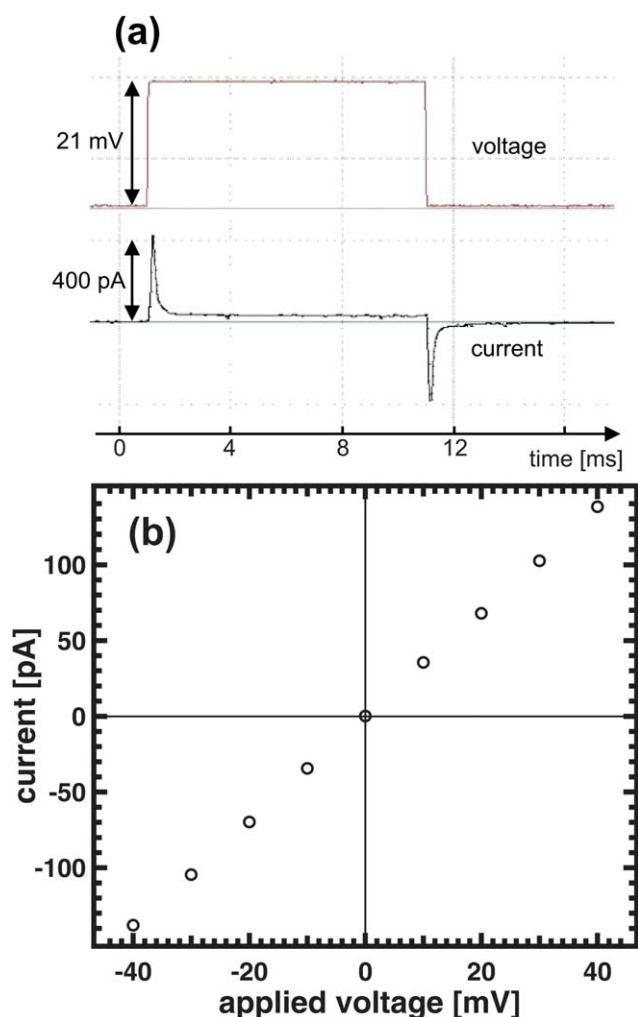 (a)
21 mV
voltage
400 pA
current
0 4 8 12
time [ms]
(b)
current [pA]
100
50
0
-50
-100
-40 -20 0 20 40
applied voltage [mV]